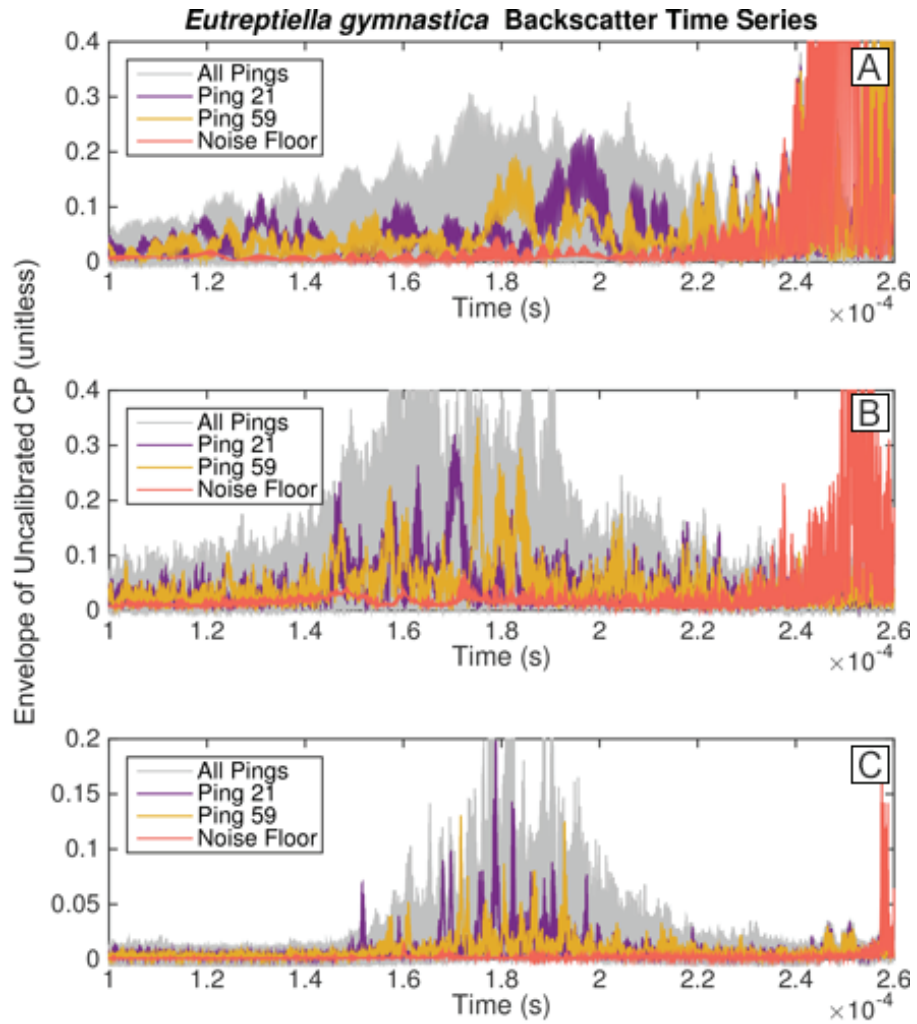 Eutreptiella gymnastica Backscatter Time Series
Envelope of Uncalibrated CP (unitless)
A
All Pings
Ping 21
Ping 59
Noise Floor
0.4
0.3
0.2
0.1
0
1 1.2 1.4 1.6 1.8 2 2.2 2.4 2.6
Time (s)
×10⁻⁴
B
All Pings
Ping 21
Ping 59
Noise Floor
0.4
0.3
0.2
0.1
0
1 1.2 1.4 1.6 1.8 2 2.2 2.4 2.6
Time (s)
×10⁻⁴
C
All Pings
Ping 21
Ping 59
Noise Floor
0.2
0.15
0.1
0.05
0
1 1.2 1.4 1.6 1.8 2 2.2 2.4 2.6
Time (s)
×10⁻⁴